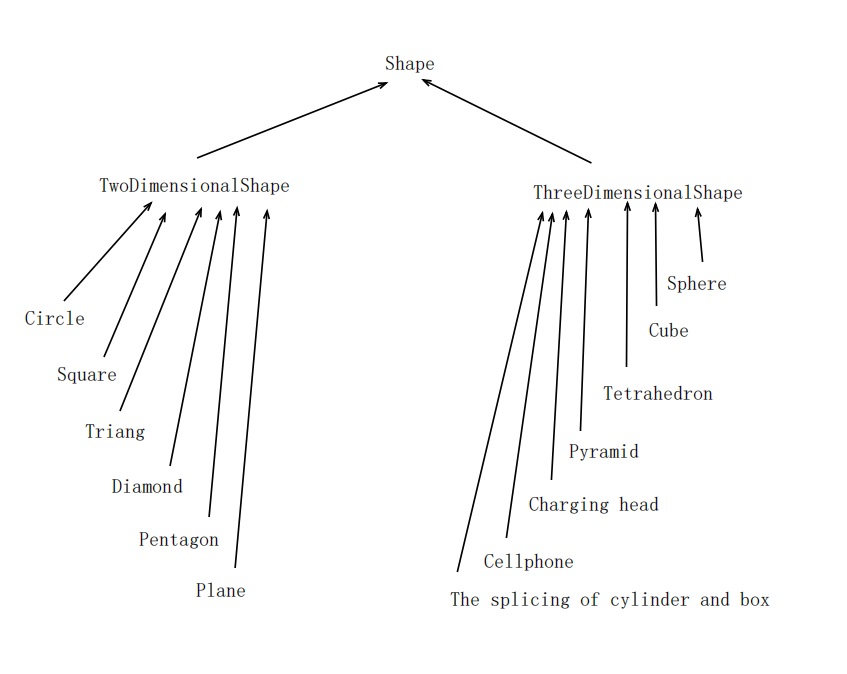 Shape
TwoDimensionalShape
ThreeDimensionalShape
Circle
Square
Triang
Diamond
Pentagon
Plane
Sphere
Cube
Tetrahedron
Pyramid
Charging head
Cellphone
The splicing of cylinder and box